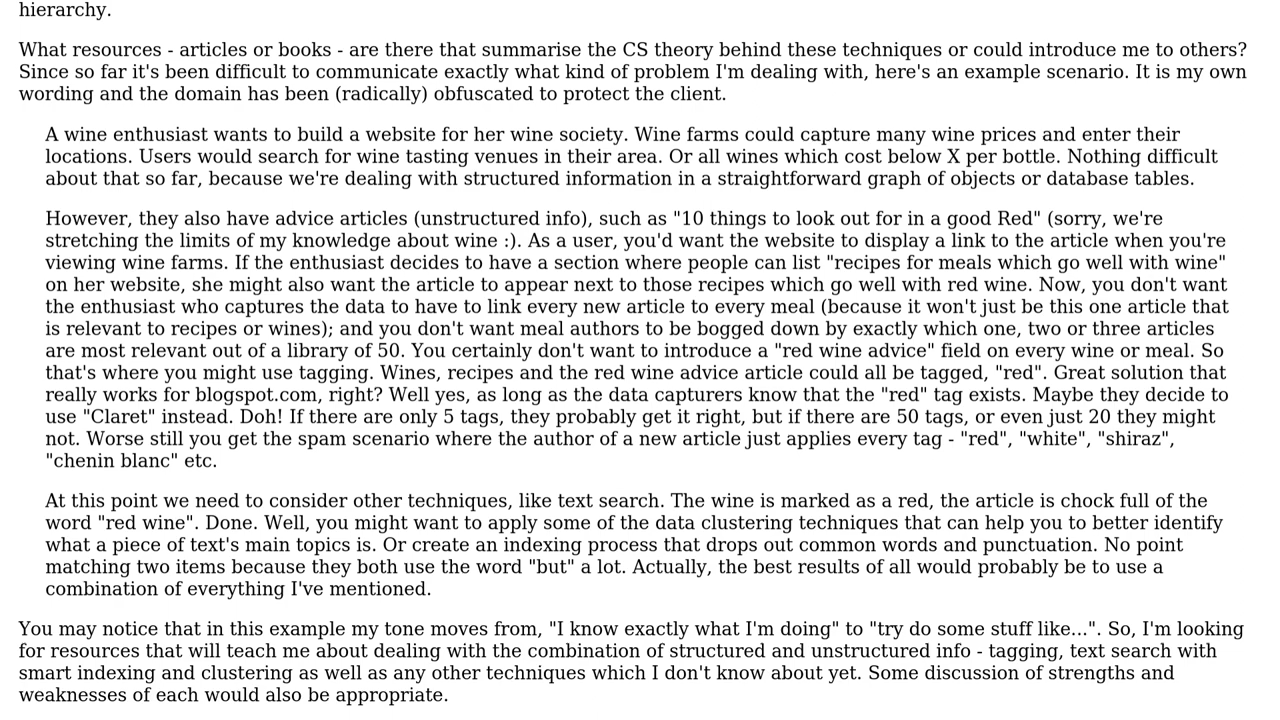 hierarchy.
What resources - articles or books - are there that summarise the CS theory behind these techniques or could introduce me to others?
Since so far it's been difficult to communicate exactly what kind of problem I'm dealing with, here's an example scenario. It is my own
wording and the domain has been (radically) obfuscated to protect the client.
A wine enthusiast wants to build a website for her wine society. Wine farms could capture many wine prices and enter their
locations. Users would search for wine tasting venues in their area. Or all wines which cost below X per bottle. Nothing difficult
about that so far, because we're dealing with structured information in a straightforward graph of objects or database tables.
However, they also have advice articles (unstructured info), such as "10 things to look out for in a good Red" (sorry, we're
stretching the limits of my knowledge about wine :). As a user, you'd want the website to display a link to the article when you're
viewing wine farms. If the enthusiast decides to have a section where people can list "recipes for meals which go well with wine"
on her website, she might also want the article to appear next to those recipes which go well with red wine. Now, you don't want
the enthusiast who captures the data to have to link every new article to every meal (because it won't just be this one article that
is relevant to recipes or wines); and you don't want meal authors to be bogged down by exactly which one, two or three articles
are most relevant out of a library of 50. You certainly don't want to introduce a "red wine advice" field on every wine or meal. So
that's where you might use tagging. Wines, recipes and the red wine advice article could all be tagged, "red". Great solution that
really works for blogspot.com, right? Well yes, as long as the data capturers know that the "red" tag exists. Maybe they decide to
use "Claret" instead. Doh! If there are only 5 tags, they probably get it right, but if there are 50 tags, or even just 20 they might
not. Worse still you get the spam scenario where the author of a new article just applies every tag - "red", "white", "shiraz",
"chenin blanc" etc.
At this point we need to consider other techniques, like text search. The wine is marked as a red, the article is chock full of the
word "red wine". Done. Well, you might want to apply some of the data clustering techniques that can help you to better identify
what a piece of text's main topics is. Or create an indexing process that drops out common words and punctuation. No point
matching two items because they both use the word "but" a lot. Actually, the best results of all would probably be to use a
combination of everything I've mentioned.
You may notice that in this example my tone moves from, "I know exactly what I'm doing" to "try do some stuff like...". So, I'm looking
for resources that will teach me about dealing with the combination of structured and unstructured info - tagging, text search with
smart indexing and clustering as well as any other techniques which I don't know about yet. Some discussion of strengths and
weaknesses of each would also be appropriate.